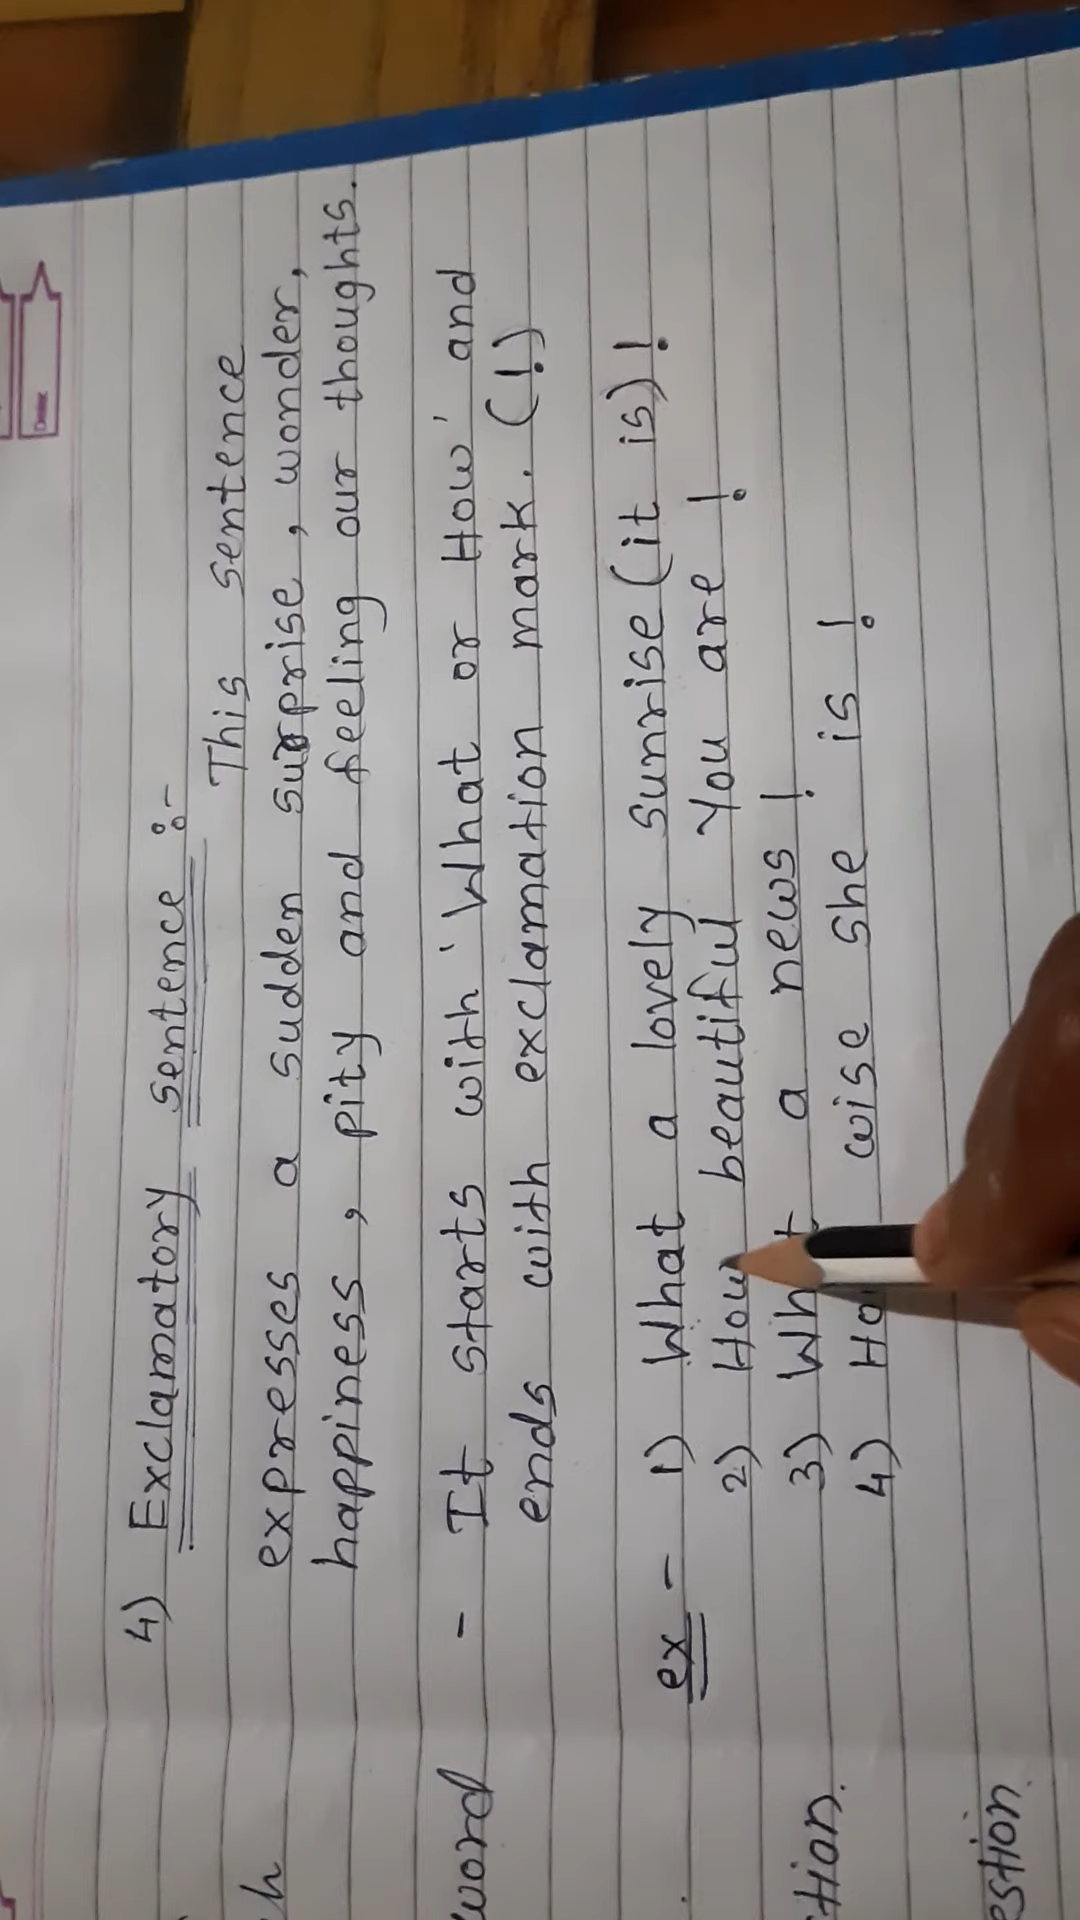 4) Exclamatory sentence :-
This sentence
expresses a sudden surprise, wonder,
happiness, pity and feeling our thoughts.
- It starts with 'What or How' and
ends with exclamation mark. (!)
ex - 1) What a lovely sunrise (it is)!
2) How beautiful You are !
3) What a news !
4) Ho wise she is !
h
word
tion.
estion.